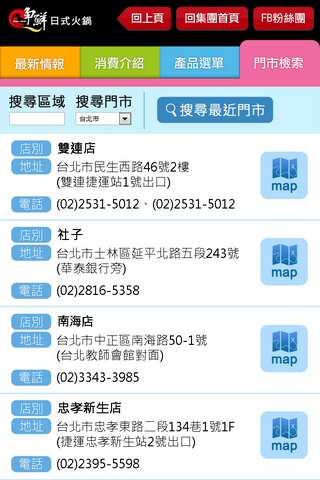 爭鮮 日式火鍋
回上頁
回集團首頁
FB粉絲團
最新情報
消費介紹
產品選單
門市檢索
搜尋區域
搜尋門市
台北市
搜尋最近門市
店別 雙連店
地址 台北市民生西路46號2樓
(雙連捷運站1號出口)
電話 (02)2531-5012、(02)2531-5012
map
店別 社子
地址 台北市士林區延平北路五段243號
(華泰銀行旁)
電話 (02)2816-5358
map
店別 南海店
地址 台北市中正區南海路50-1號
(台北教師會館對面)
電話 (02)3343-3985
map
店別 忠孝新生店
地址 台北市忠孝東路二段134巷1號1F
(捷運忠孝新生站2號出口)
電話 (02)2395-5598
map